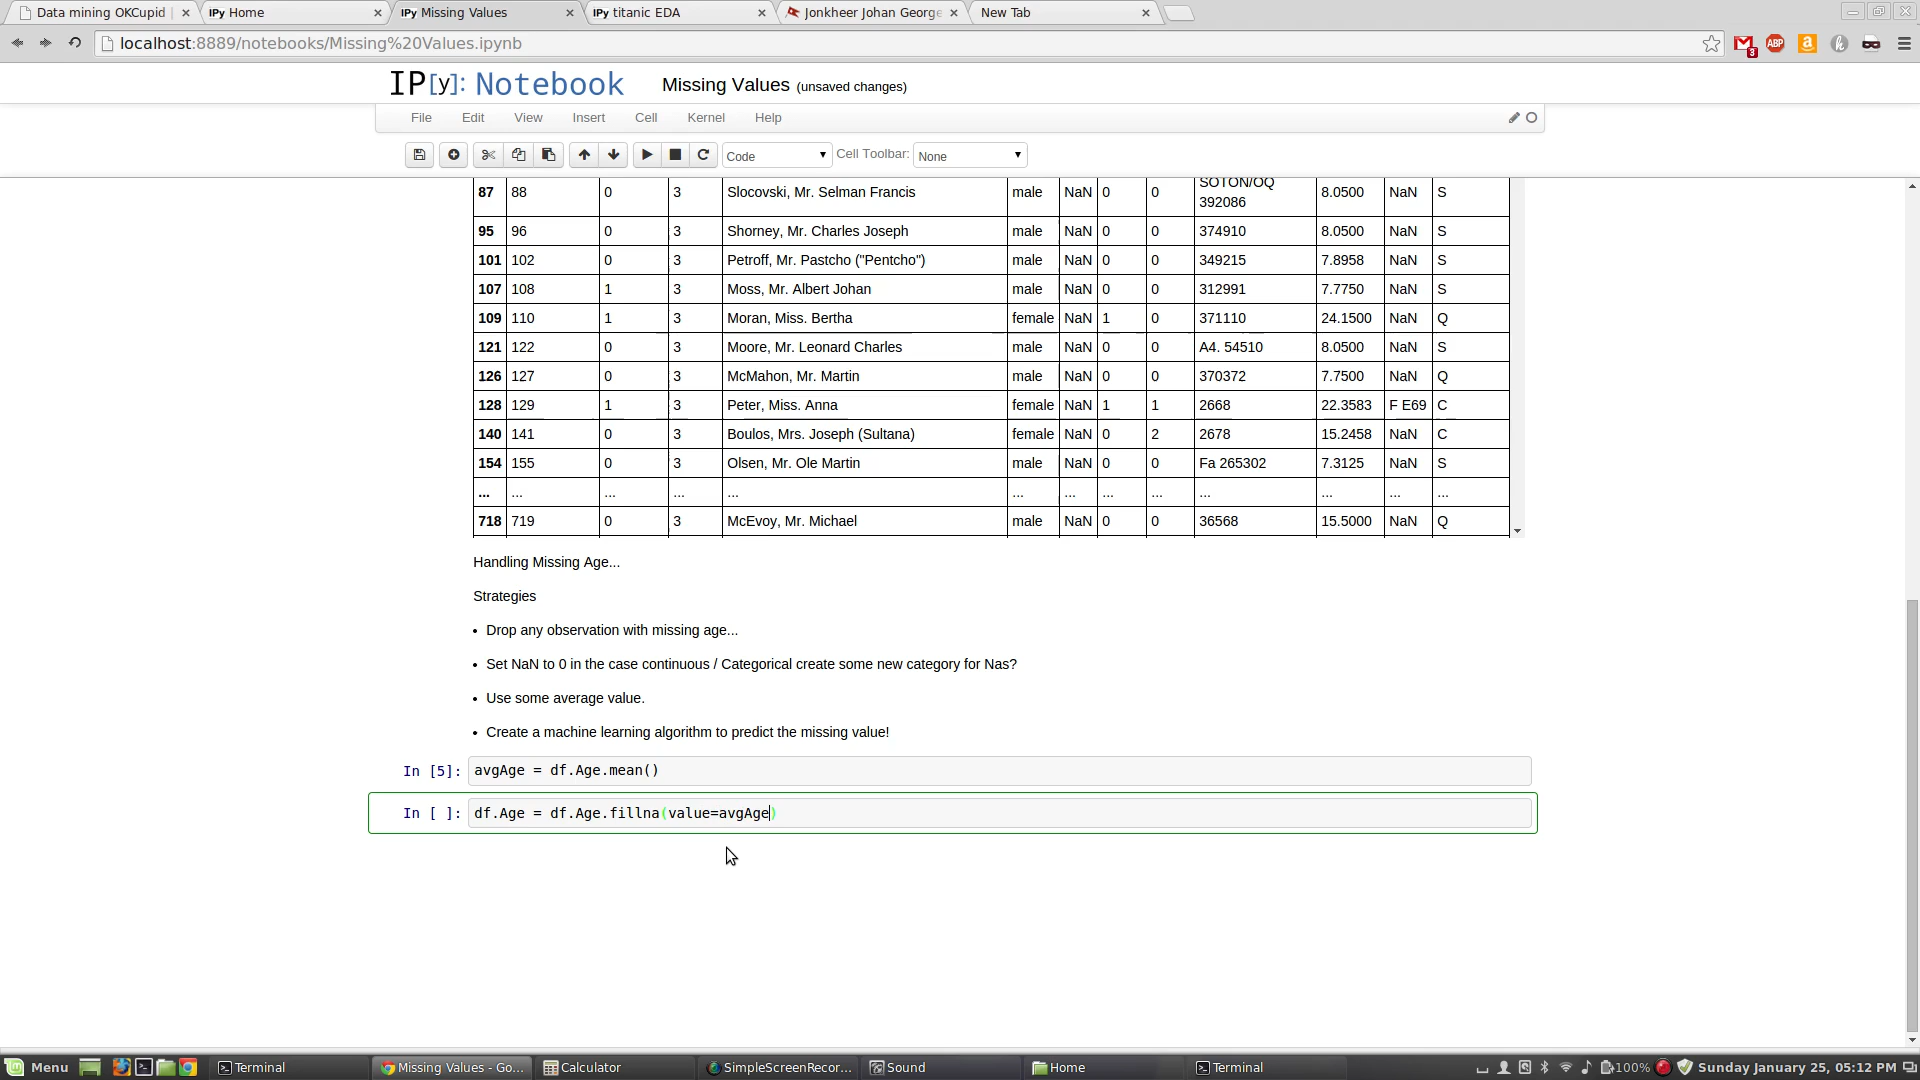 Data mining OKCupid | IP[y] Home IP[y] Missing Values IP[y] titanic EDA Jonkheer Johan George New Tab
localhost:8889/notebooks/Missing%20Values.ipynb
3 ABP a h
IP[y]: Notebook Missing Values (unsaved changes)
File Edit View Insert Cell Kernel Help
Code Cell Toolbar: None
87 88 0 3 Slocovski, Mr. Selman Francis male NaN 0 0 SOTON/OQ 392086 8.0500 NaN S
95 96 0 3 Shorney, Mr. Charles Joseph male NaN 0 0 374910 8.0500 NaN S
101 102 0 3 Petroff, Mr. Pastcho ("Pentcho") male NaN 0 0 349215 7.8958 NaN S
107 108 1 3 Moss, Mr. Albert Johan male NaN 0 0 312991 7.7750 NaN S
109 110 1 3 Moran, Miss. Bertha female NaN 1 0 371110 24.1500 NaN Q
121 122 0 3 Moore, Mr. Leonard Charles male NaN 0 0 A4. 54510 8.0500 NaN S
126 127 0 3 McMahon, Mr. Martin male NaN 0 0 370372 7.7500 NaN Q
128 129 1 3 Peter, Miss. Anna female NaN 1 1 2668 22.3583 F E69 C
140 141 0 3 Boulos, Mrs. Joseph (Sultana) female NaN 0 2 2678 15.2458 NaN C
154 155 0 3 Olsen, Mr. Ole Martin male NaN 0 0 Fa 265302 7.3125 NaN S
... ... ... ... ... ... ... ... ... ... ... ... ...
718 719 0 3 McEvoy, Mr. Michael male NaN 0 0 36568 15.5000 NaN Q
Handling Missing Age...
Strategies
• Drop any observation with missing age...
• Set NaN to 0 in the case continuous / Categorical create some new category for Nas?
• Use some average value.
• Create a machine learning algorithm to predict the missing value!
In [5]: avgAge = df.Age.mean()
In [ ]: df.Age = df.Age.fillna(value=avgAge)
Menu Terminal Missing Values - Go... Calculator SimpleScreenRecor... Sound Home Terminal 100% Sunday January 25, 05:12 PM